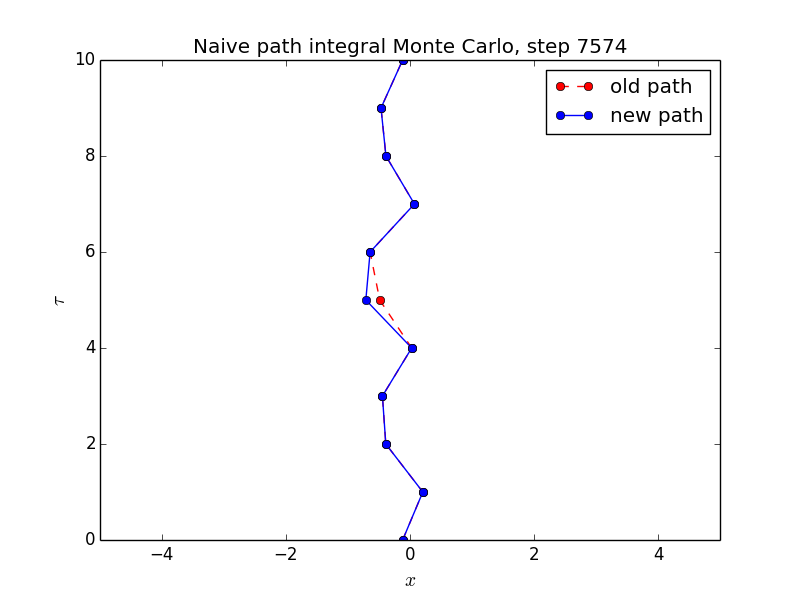 Naive path integral Monte Carlo, step 7574
10
8
6
4
2
0
τ
old path
new path
−4 −2 0 2 4
x